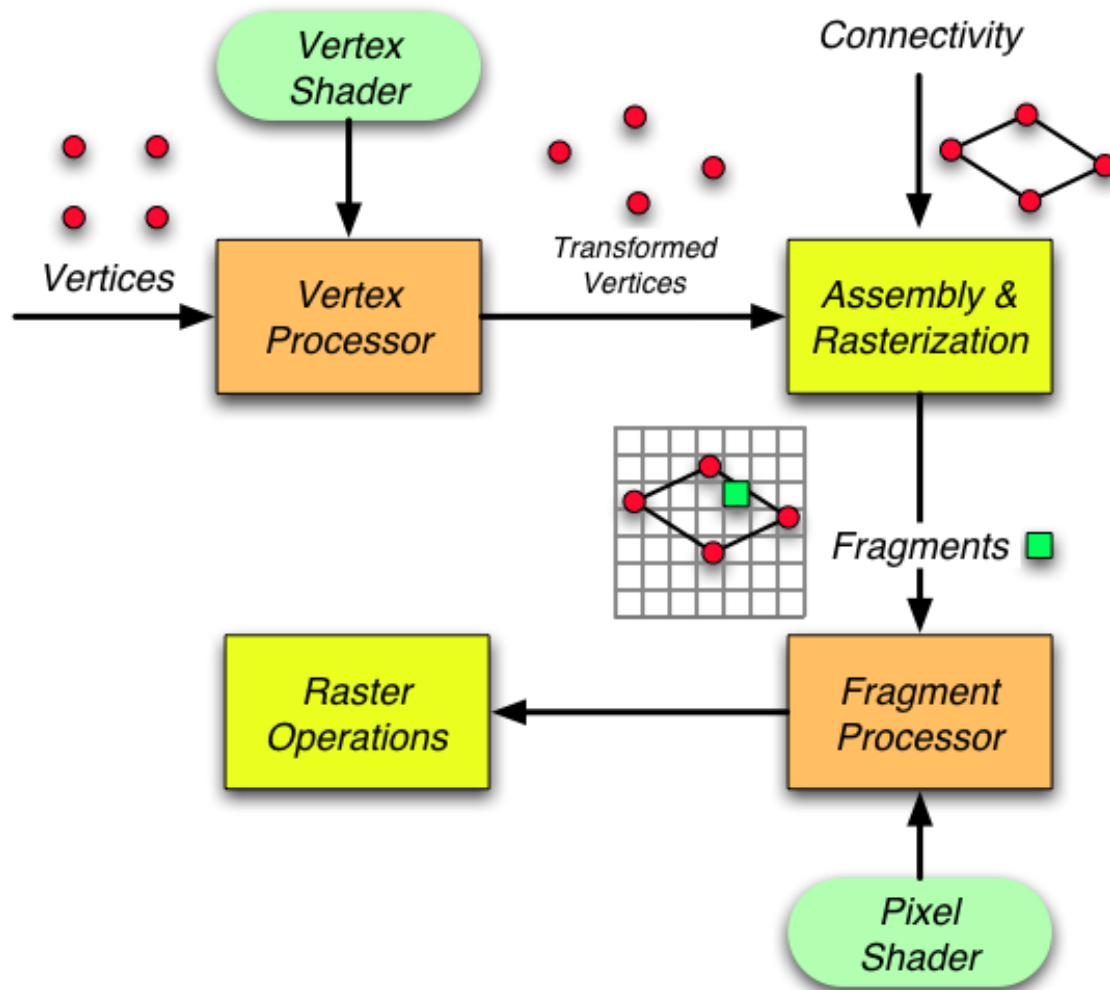 Vertex
Shader
Connectivity
Vertices
Transformed
Vertices
Vertex
Processor
Assembly &
Rasterization
Fragments
Raster
Operations
Fragment
Processor
Pixel
Shader